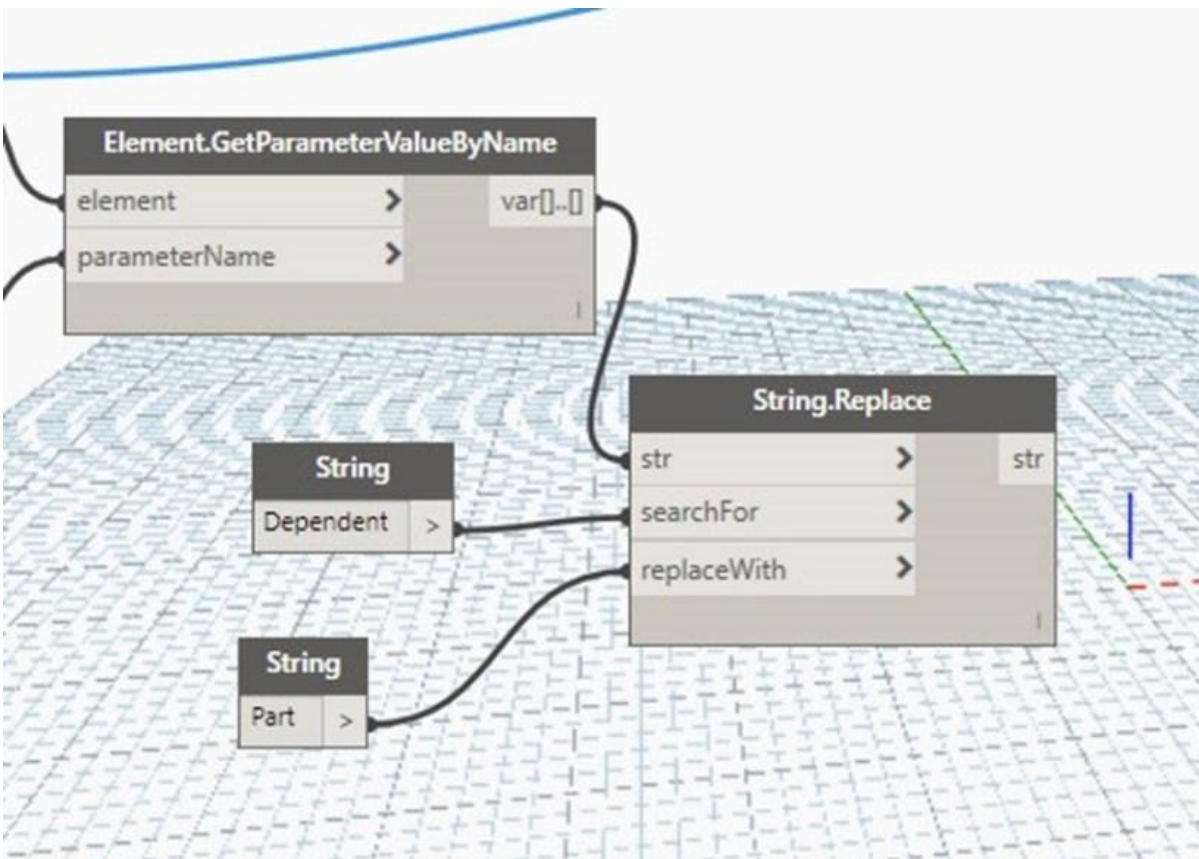 Element.GetParameterValueByName
element > var[]..[]
parameterName >
String.Replace
str > str
searchFor >
replaceWith >
String
Dependent >
String
Part >